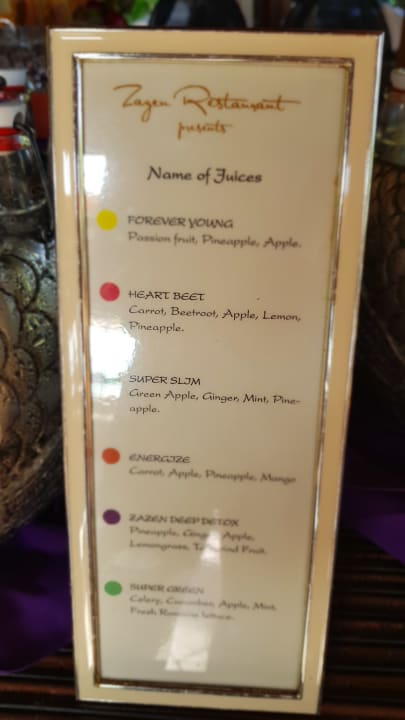 Zazen Restaurant
presents
Name of Juices
FOREVER YOUNG
Passion fruit, Pineapple, Apple.
HEART BEET
Carrot, Beetroot, Apple, Lemon,
Pineapple.
SUPER SLIM
Green Apple, Ginger, Mint, Pine-
apple.
ENERGIZE
Carrot, Apple, Pineapple, Mango
ZAZEN DEEP DETOX
Pineapple, Ginger, Apple,
Lemongrass, Tamarind Fruit.
SUPER GREEN
Celery, Cucumber, Apple, Mint,
Fresh Romaine lettuce.